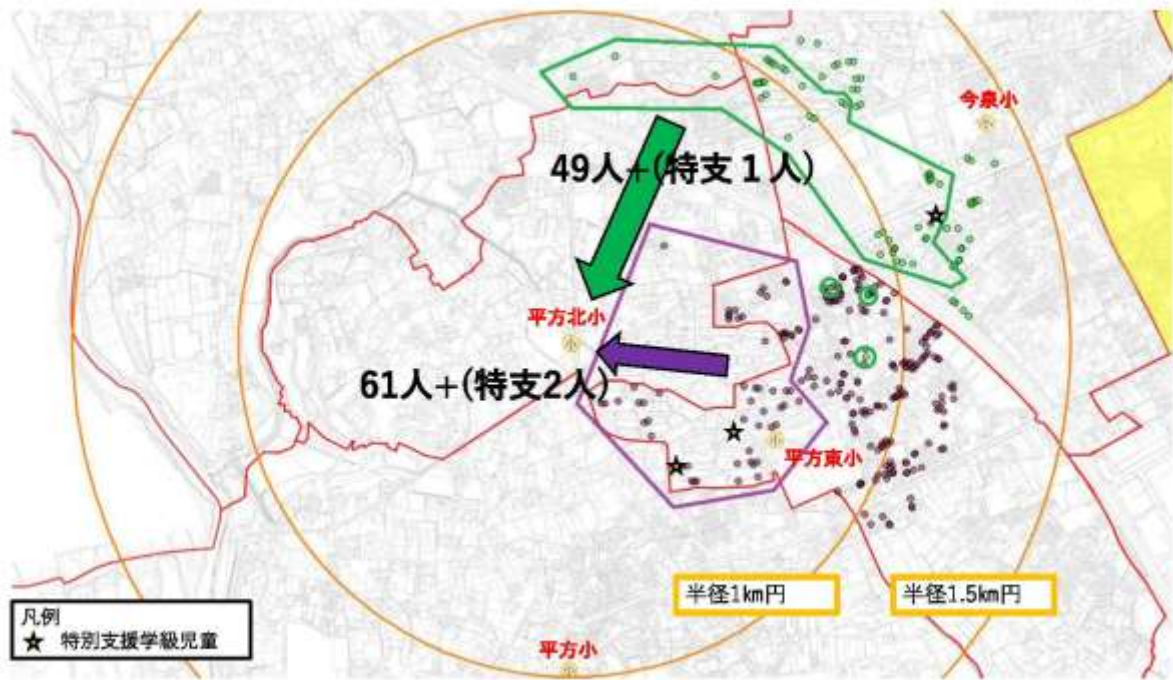 今泉小
49人+(特支1人)
平方北小
61人+(特支2人)
平方東小
半径1km円
半径1.5km円
凡例
☆ 特別支援学級児童
平方小